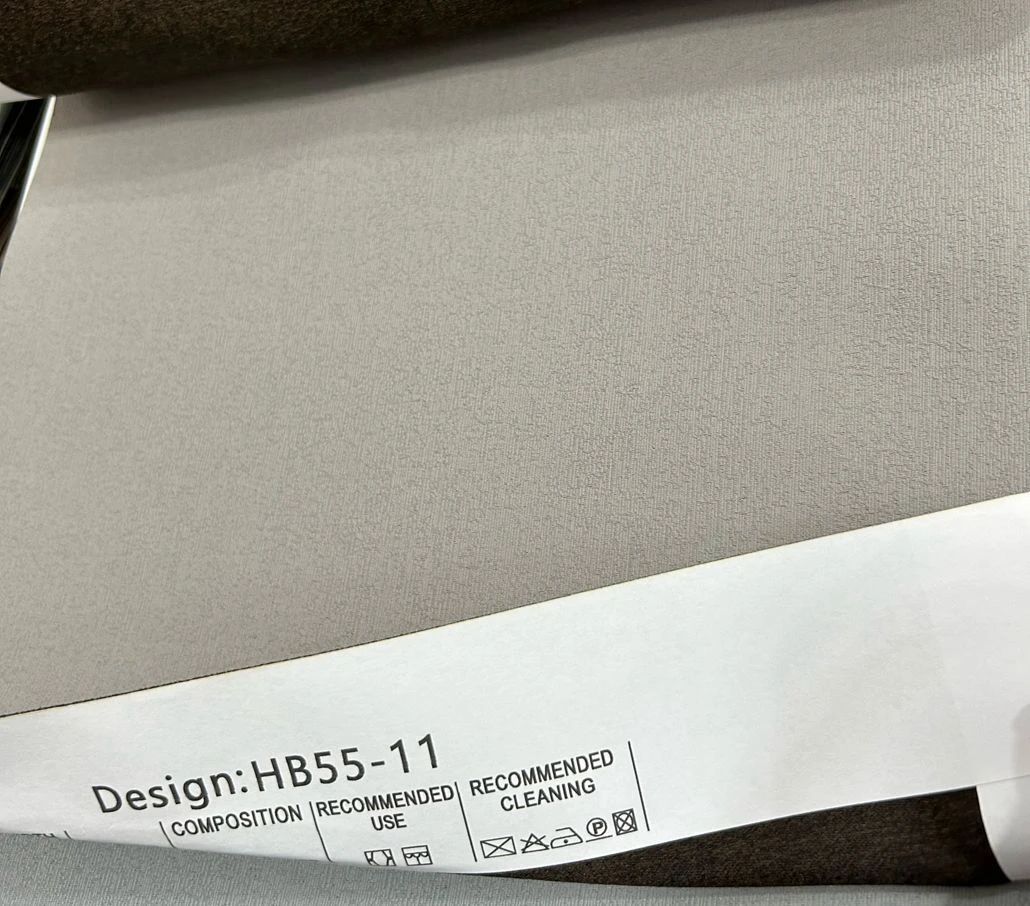 Design:HB55-11
COMPOSITION
RECOMMENDED
USE
RECOMMENDED
CLEANING
P